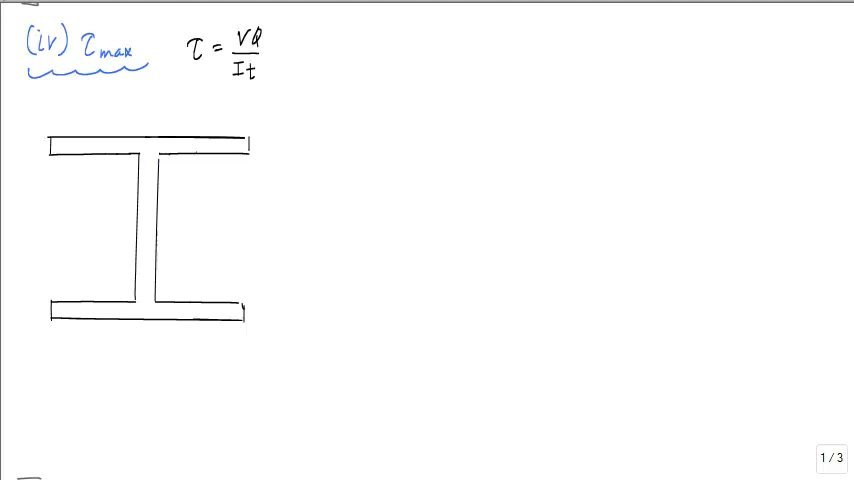 (iv) τmax τ = VQ/It
1 / 3